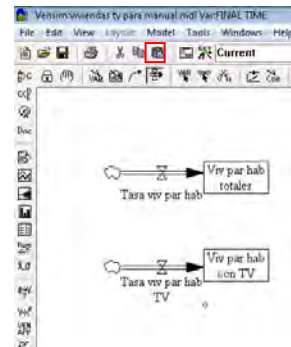 Vensim:viviendas tv para manual.mdl Var:FINAL TIME
File Edit View Layout Model Tools Windows Help
Current
Doc
Viv par hab
totales
Tasa viv par hab
Viv par hab
con TV
Tasa viv par hab
TV